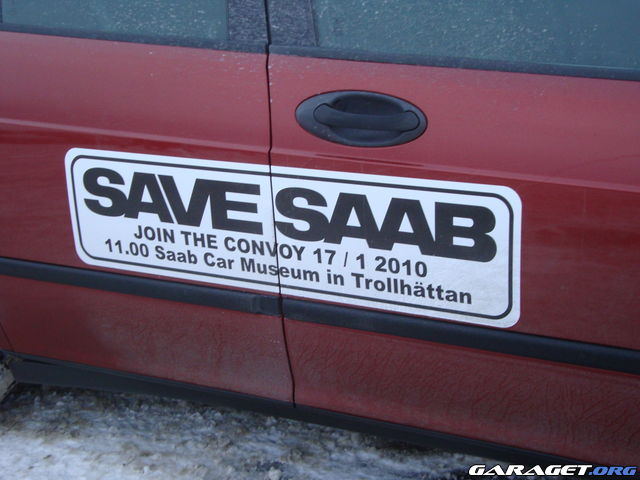 SAVE SAAB
JOIN THE CONVOY 17 / 1 2010
11.00 Saab Car Museum in Trollhättan
GARAGET.ORG